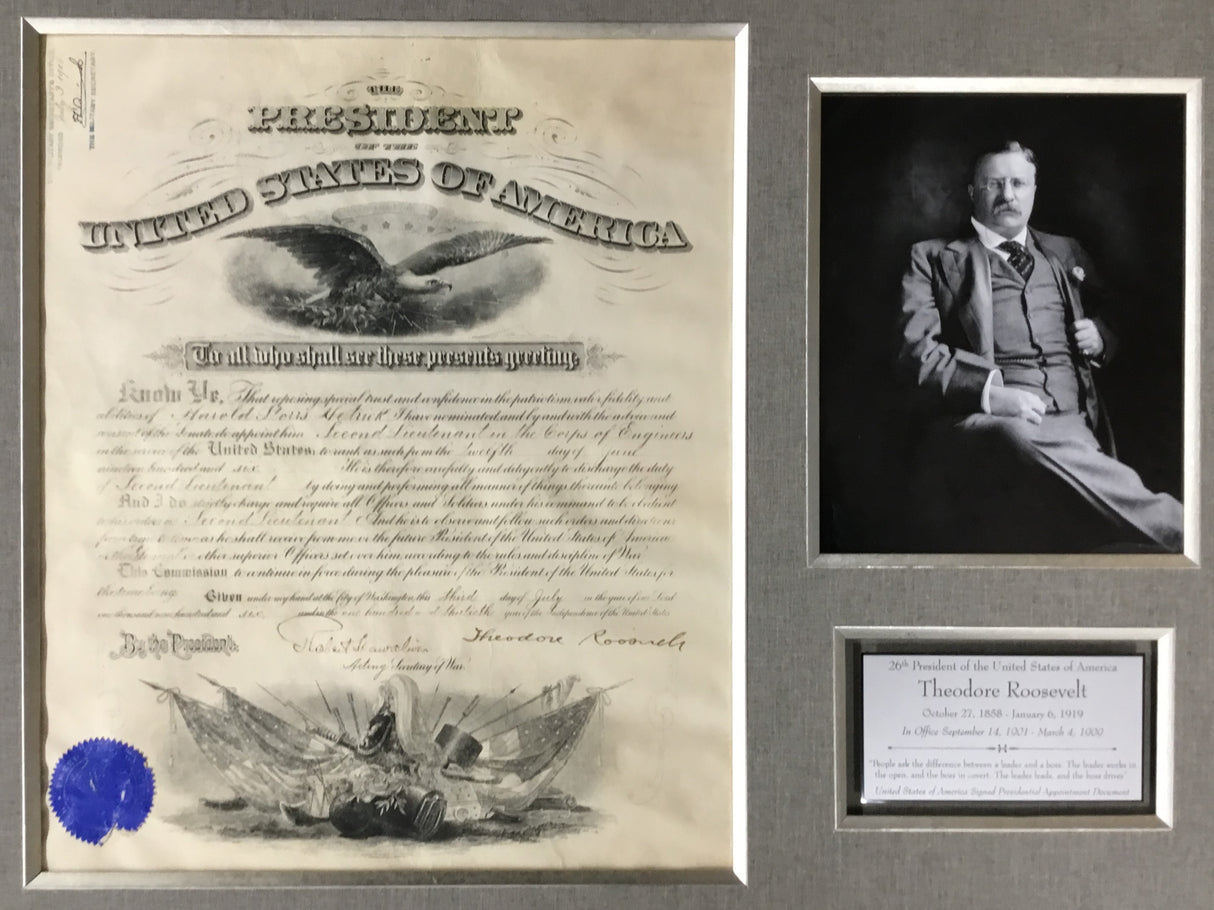 July 3 1906
THE MILITARY SECRETARY.
THE
PRESIDENT
OF THE
UNITED STATES OF AMERICA
To all who shall see these presents greeting:
Know Ye, That reposing special trust and confidence in the patriotism valor fidelity and
abilities of Harold I have nominated and by and with the advice and
consent of the Senate do appoint him Second Lieutenant in the Corps of Engineers
in the service of the United States: to rank as such from the twelfth day of June
nineteen hundred and six. He is therefore carefully and diligently to discharge the duty
of Second Lieutenant by doing and performing all manner of things thereunto belonging
And I do strictly charge and require all Officers and Soldiers under his command to be obedient
to his orders as Second Lieutenant And he is to observe and follow such orders and directions
from time to time as he shall receive from me or the future President of the United States of America
or other superior Officers set over him, according to the rules and discipline of War
This Commission to continue in force during the pleasure of the President of the United States for
the time being.
Given under my hand at the City of Washington this third day of July in the year of our Lord
one thousand nine hundred and six, and in the one hundred and thirtieth year of the Independence of the United States
By the President: Theodore Roosevelt
Acting Secretary of War.
26th President of the United States of America
Theodore Roosevelt
October 27, 1858 - January 6, 1919
In Office September 14, 1901 - March 4, 1909
"People ask the difference between a leader and a boss. The leader works in
the open, and the boss in covert. The leader leads, and the boss drives"
United States of America Signed Presidential Appointment Document